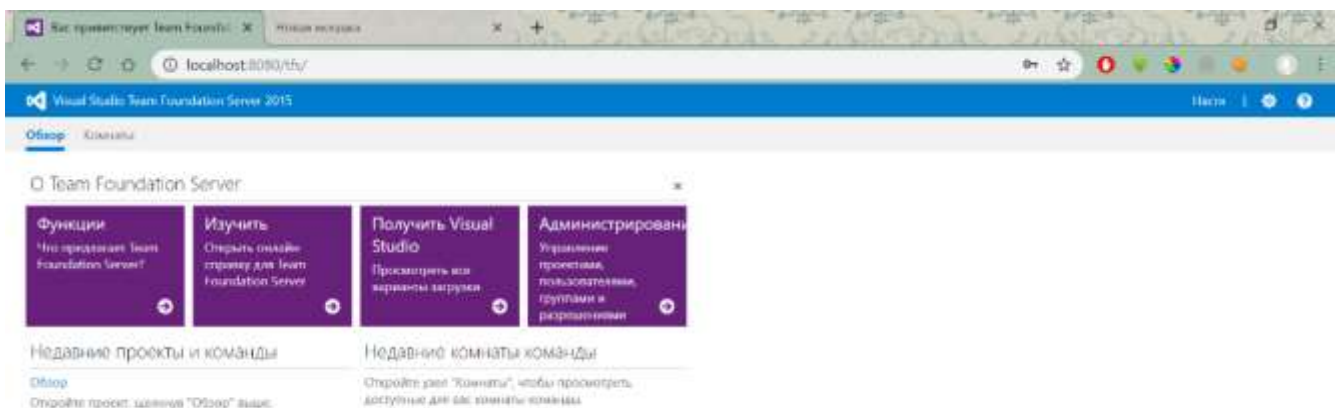 Вас приветствует Team Foundat
Новая вкладка
localhost:8080/tfs/
Visual Studio Team Foundation Server 2015
Настя
Обзор Комнаты
О Team Foundation Server
Функции
Что предлагает Team
Foundation Server?
Изучить
Открыть онлайн-
справку для Team
Foundation Server
Получить Visual
Studio
Просмотреть все
варианты загрузки
Администрировани
Управление
проектами,
пользователями,
группами и
разрешениями
Недавние проекты и команды
Обзор
Откройте проект, щелкнув "Обзор" выше.
Недавние комнаты команды
Откройте узел "Комнаты", чтобы просмотреть
доступные для вас комнаты команды.